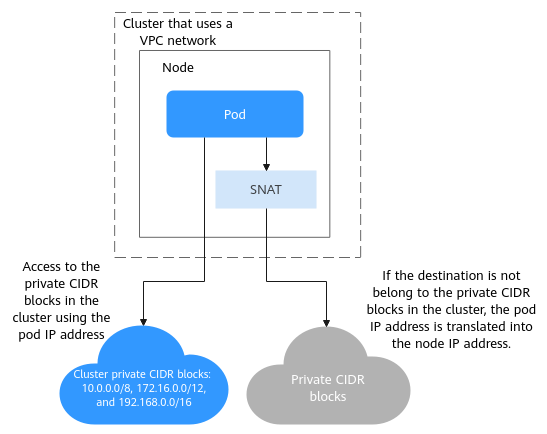 Cluster that uses a
VPC network
Node
Pod
SNAT
Access to the
private CIDR
blocks in the
cluster using the
pod IP address
If the destination is not
belong to the private CIDR
blocks in the cluster, the pod
IP address is translated into
the node IP address.
Cluster private CIDR blocks:
10.0.0.0/8, 172.16.0.0/12,
and 192.168.0.0/16
Private CIDR
blocks